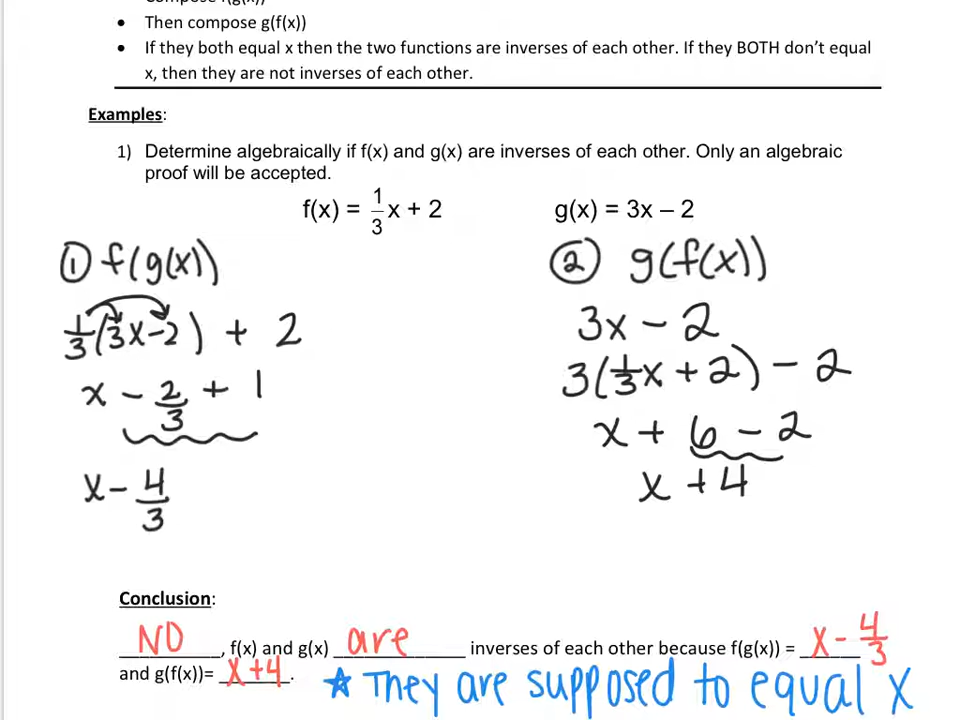 Compose f(g(x))
• Then compose g(f(x))
• If they both equal x then the two functions are inverses of each other. If they BOTH don't equal
x, then they are not inverses of each other.
Examples:
1) Determine algebraically if f(x) and g(x) are inverses of each other. Only an algebraic
proof will be accepted.
f(x) = 1/3 x + 2 g(x) = 3x – 2
① f(g(x))
1/3(3x-2) + 2
x - 2/3 + 1
x - 4/3
② g(f(x))
3x - 2
3(1/3x + 2) - 2
x + 6 - 2
x + 4
Conclusion:
NO, f(x) and g(x) are inverses of each other because f(g(x)) = x - 4/3
and g(f(x))= x+4.
★ They are supposed to equal x